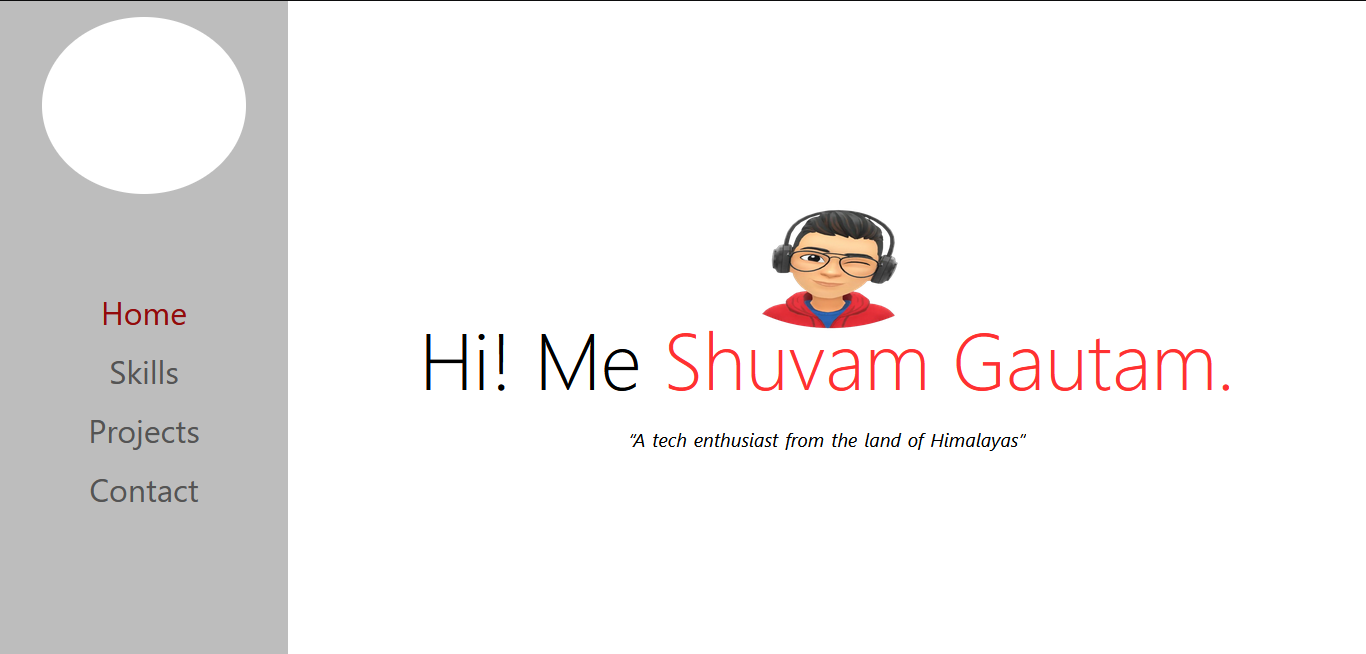 Home
Skills
Projects
Contact
Hi! Me Shuvam Gautam.
“A tech enthusiast from the land of Himalayas”